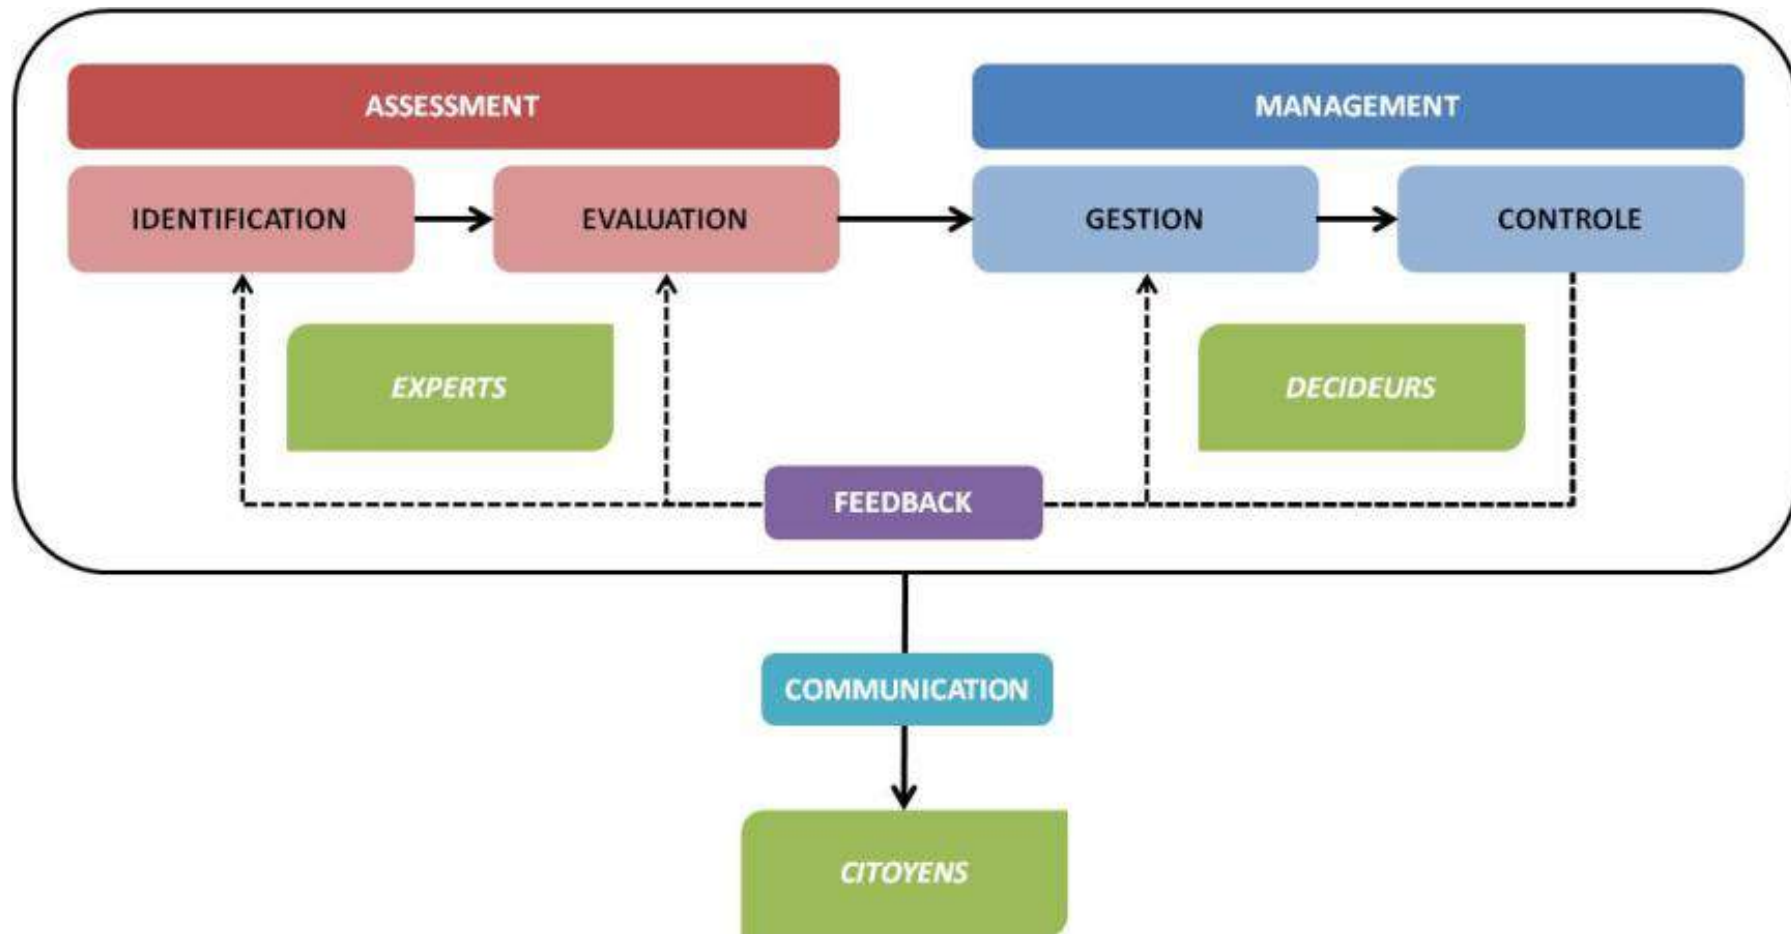 ASSESSMENT
MANAGEMENT
IDENTIFICATION
EVALUATION
GESTION
CONTROLE
EXPERTS
DECIDEURS
FEEDBACK
COMMUNICATION
CITOYENS